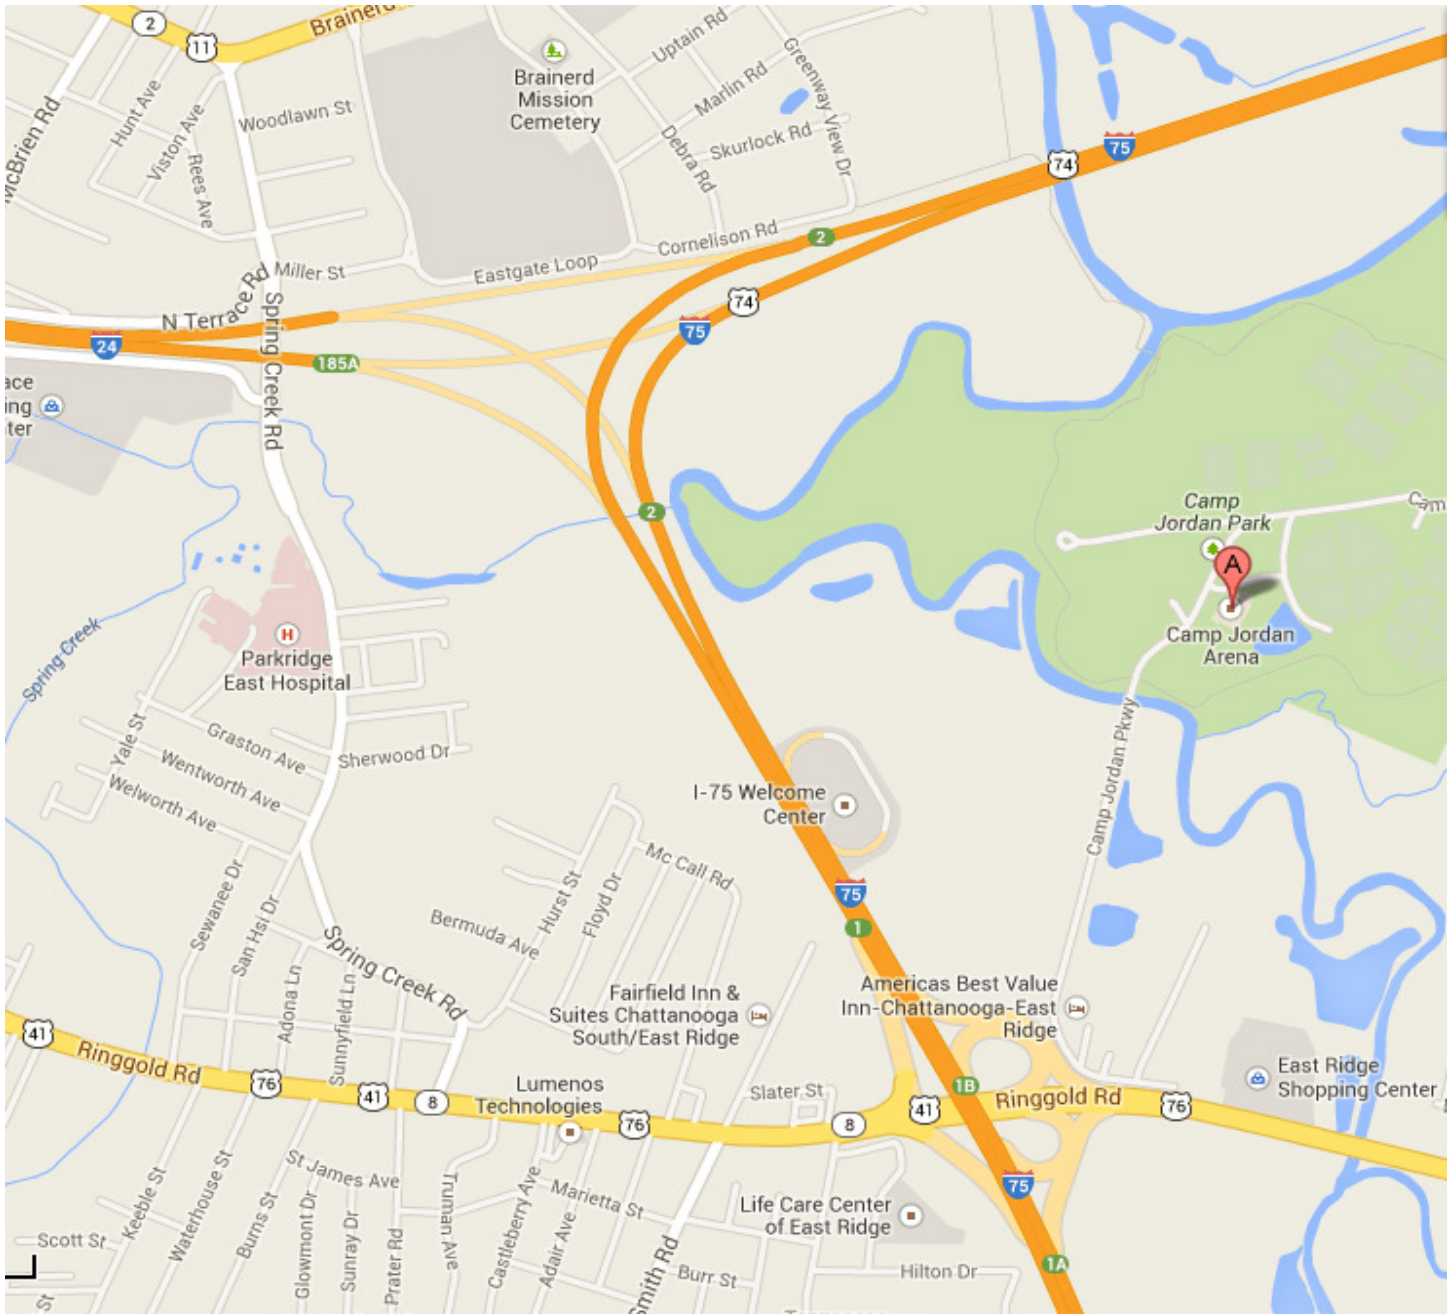 2
11
Brainerd
Uptain Rd
Greenway View Dr
Brainerd
Mission
Cemetery
Marlin Rd
McBrien Rd
Hunt Ave
Viston Ave
Rees Ave
Woodlawn St
Debra Rd
Skurlock Rd
75
74
Cornelison Rd
2
Eastgate Loop
Miller St
N Terrace Rd
Spring Creek Rd
74
75
24
185A
ace
ing
ter
2
Camp
Jordan Park
Cam
A
Camp Jordan
Arena
Spring Creek
H
Parkridge
East Hospital
Yale St
Graston Ave
Wentworth Ave
Welworth Ave
Sherwood Dr
Camp Jordan Pkwy
I-75 Welcome
Center
Mc Call Rd
75
1
Sewanee Dr
San Hsi Dr
Hurst St
Floyd Dr
Bermuda Ave
Spring Creek Rd
Adona Ln
Sunnyfield Ln
Fairfield Inn &
Suites Chattanooga
South/East Ridge
Americas Best Value
Inn-Chattanooga-East
Ridge
41
Ringgold Rd
76
41
8
Lumenos
Technologies
76
Slater St
8
41
1B
Ringgold Rd
76
East Ridge
Shopping Center
Keeble St
Waterhouse St
Burns St
St James Ave
Glowmont Dr
Sunray Dr
Prater Rd
Truman Ave
Castleberry Ave
Adair Ave
Marietta St
Smith Rd
Life Care Center
of East Ridge
75
1A
Scott St
St
Burr St
Hilton Dr